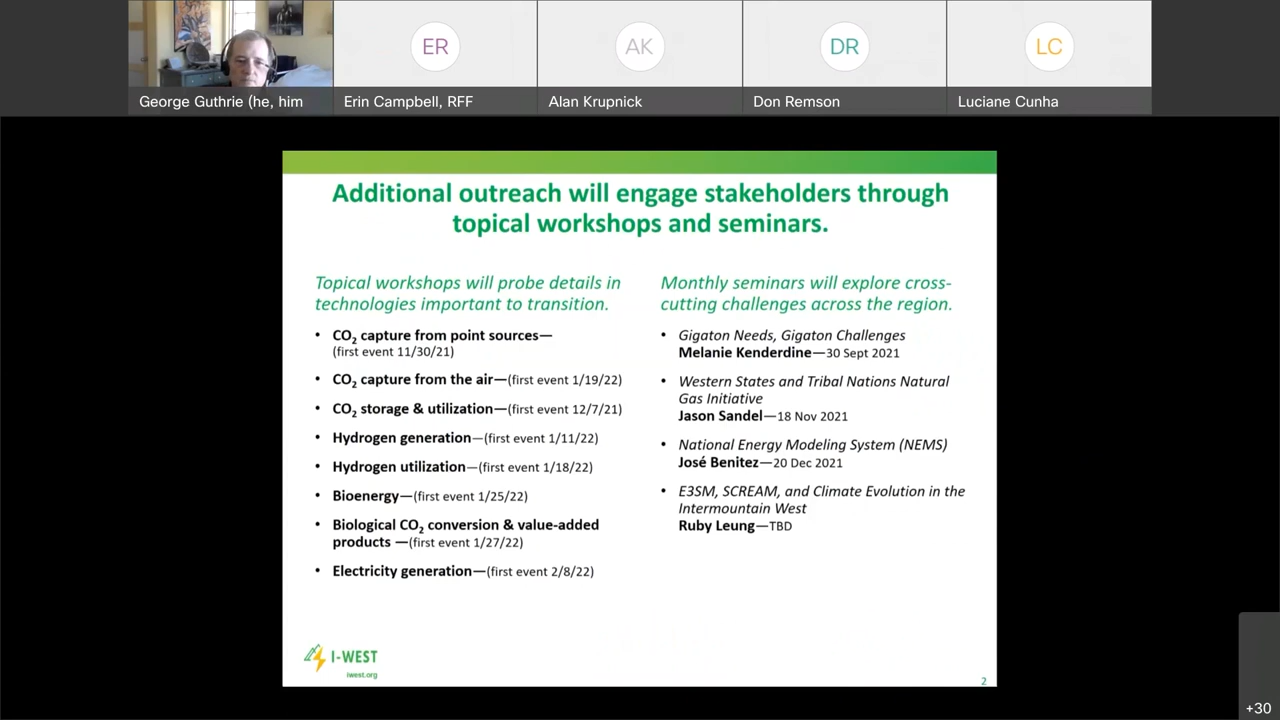 ER
AK
DR
LC
George Guthrie (he, him
Erin Campbell, RFF
Alan Krupnick
Don Remson
Luciane Cunha
Additional outreach will engage stakeholders through
topical workshops and seminars.
Topical workshops will probe details in
technologies important to transition.
• CO₂ capture from point sources—
(first event 11/30/21)
• CO₂ capture from the air—(first event 1/19/22)
• CO₂ storage & utilization—(first event 12/7/21)
• Hydrogen generation—(first event 1/11/22)
• Hydrogen utilization—(first event 1/18/22)
• Bioenergy—(first event 1/25/22)
• Biological CO₂ conversion & value-added
products —(first event 1/27/22)
• Electricity generation—(first event 2/8/22)
Monthly seminars will explore cross-
cutting challenges across the region.
• Gigaton Needs, Gigaton Challenges
Melanie Kenderdine—30 Sept 2021
• Western States and Tribal Nations Natural
Gas Initiative
Jason Sandel—18 Nov 2021
• National Energy Modeling System (NEMS)
José Benitez—20 Dec 2021
• E3SM, SCREAM, and Climate Evolution in the
Intermountain West
Ruby Leung—TBD
I-WEST
iwest.org
2
+30